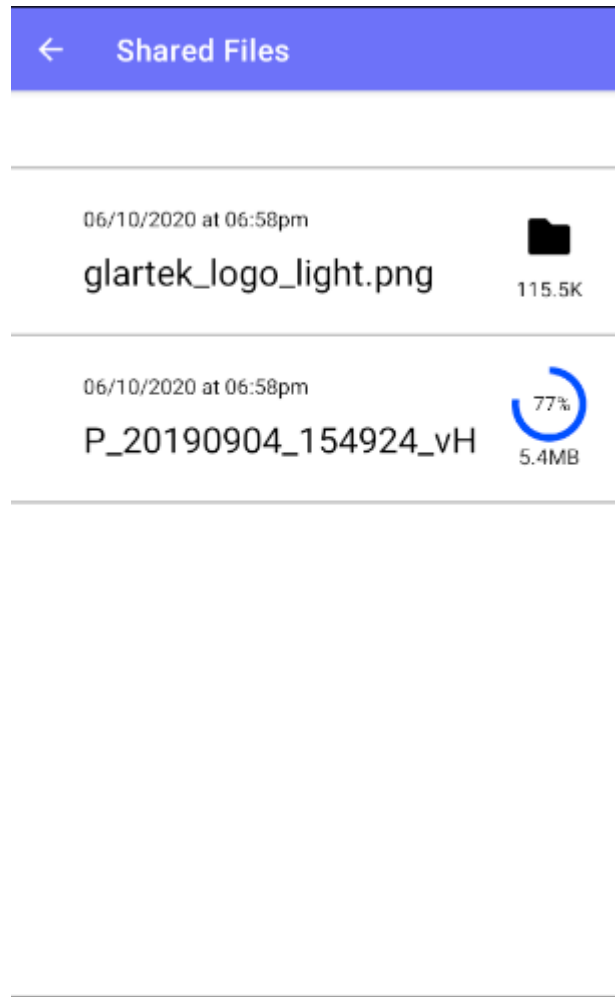 Shared Files
06/10/2020 at 06:58pm
glartek_logo_light.png
115.5K
06/10/2020 at 06:58pm
P_20190904_154924_vH
77%
5.4MB